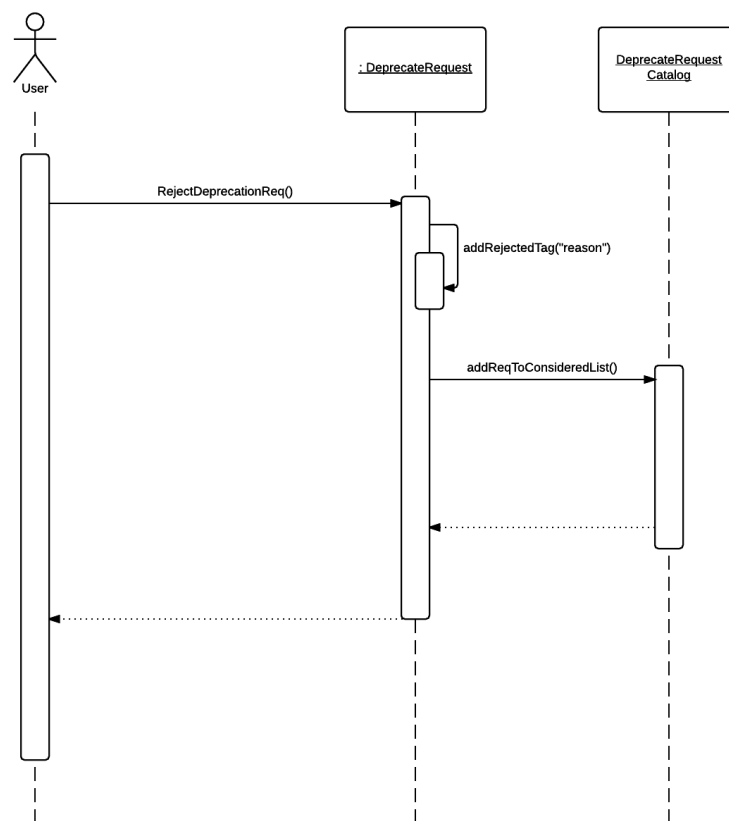 User
: DeprecateRequest
DeprecateRequest
Catalog
RejectDeprecationReq()
addRejectedTag("reason")
addReqToConsideredList()